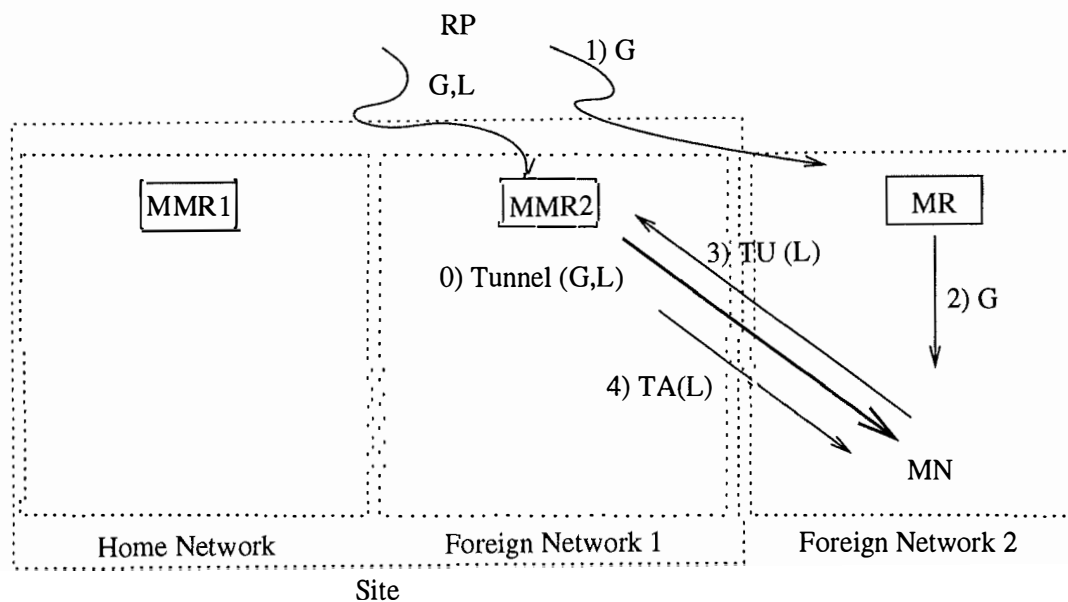 RP
1) G
G,L
MMR1
MMR2
MR
3) TU (L)
0) Tunnel (G,L)
2) G
4) TA(L)
MN
Home Network
Foreign Network 1
Foreign Network 2
Site